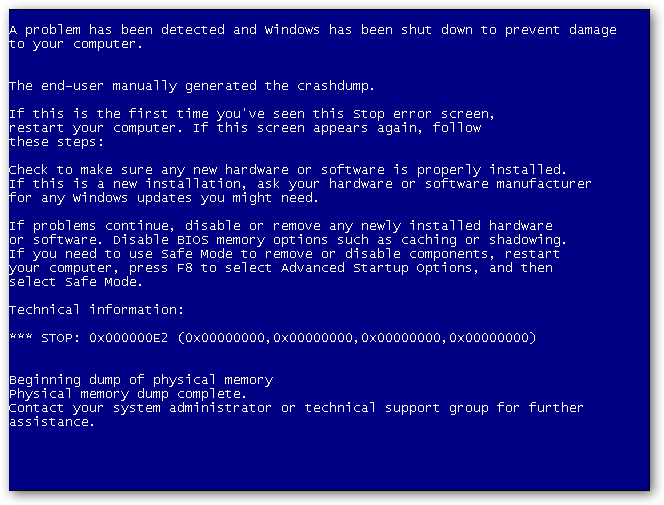 A problem has been detected and Windows has been shut down to prevent damage
to your computer.
The end-user manually generated the crashdump.
If this is the first time you've seen this Stop error screen,
restart your computer. If this screen appears again, follow
these steps:
Check to make sure any new hardware or software is properly installed.
If this is a new installation, ask your hardware or software manufacturer
for any Windows updates you might need.
If problems continue, disable or remove any newly installed hardware
or software. Disable BIOS memory options such as caching or shadowing.
If you need to use Safe Mode to remove or disable components, restart
your computer, press F8 to select Advanced Startup Options, and then
select Safe Mode.
Technical information:
*** STOP: 0x000000E2 (0x00000000,0x00000000,0x00000000,0x00000000)
Beginning dump of physical memory
Physical memory dump complete.
Contact your system administrator or technical support group for further
assistance.